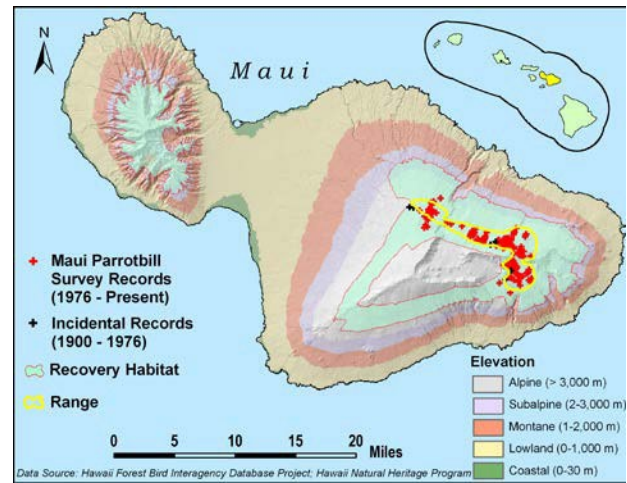 N
Maui
Maui Parrotbill
Survey Records
(1976 - Present)
Incidental Records
(1900 - 1976)
Recovery Habitat
Range
0 5 10 15 20
Miles
Elevation
Alpine (> 3,000 m)
Subalpine (2-3,000 m)
Montane (1-2,000 m)
Lowland (0-1,000 m)
Coastal (0-30 m)
Data Source: Hawaii Forest Bird Interagency Database Project; Hawaii Natural Heritage Program